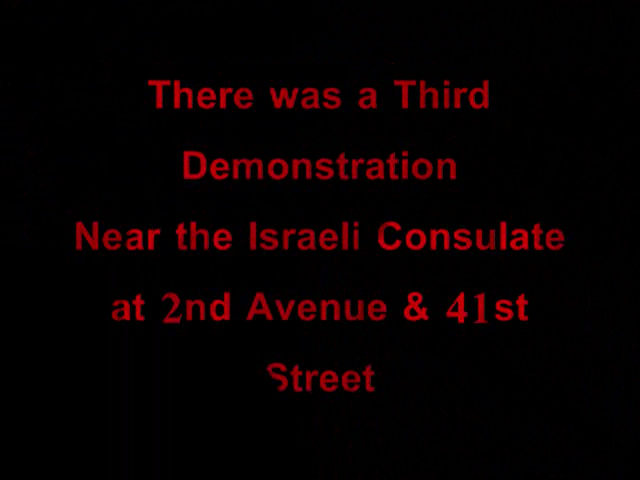 There was a Third
Demonstration
Near the Israeli Consulate
at 2nd Avenue & 41st
Street